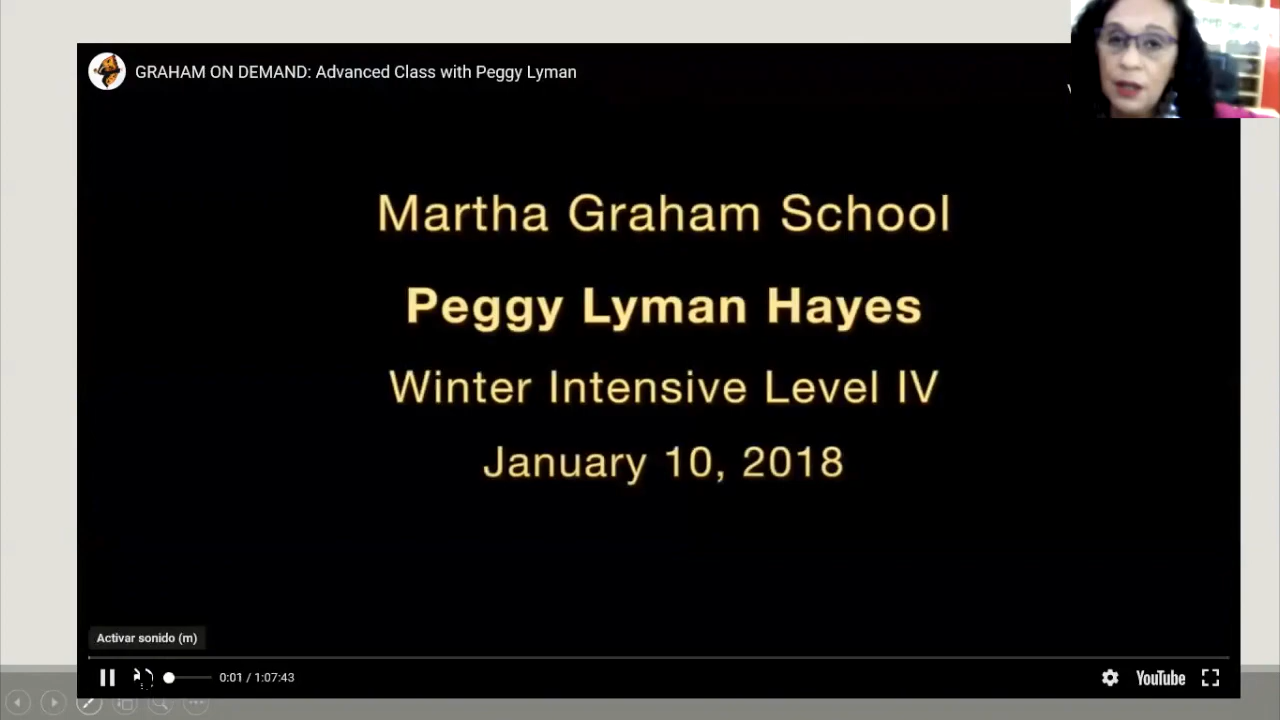 GRAHAM ON DEMAND: Advanced Class with Peggy Lyman
Martha Graham School
Peggy Lyman Hayes
Winter Intensive Level IV
January 10, 2018
Activar sonido (m)
0:01 / 1:07:43
YouTube